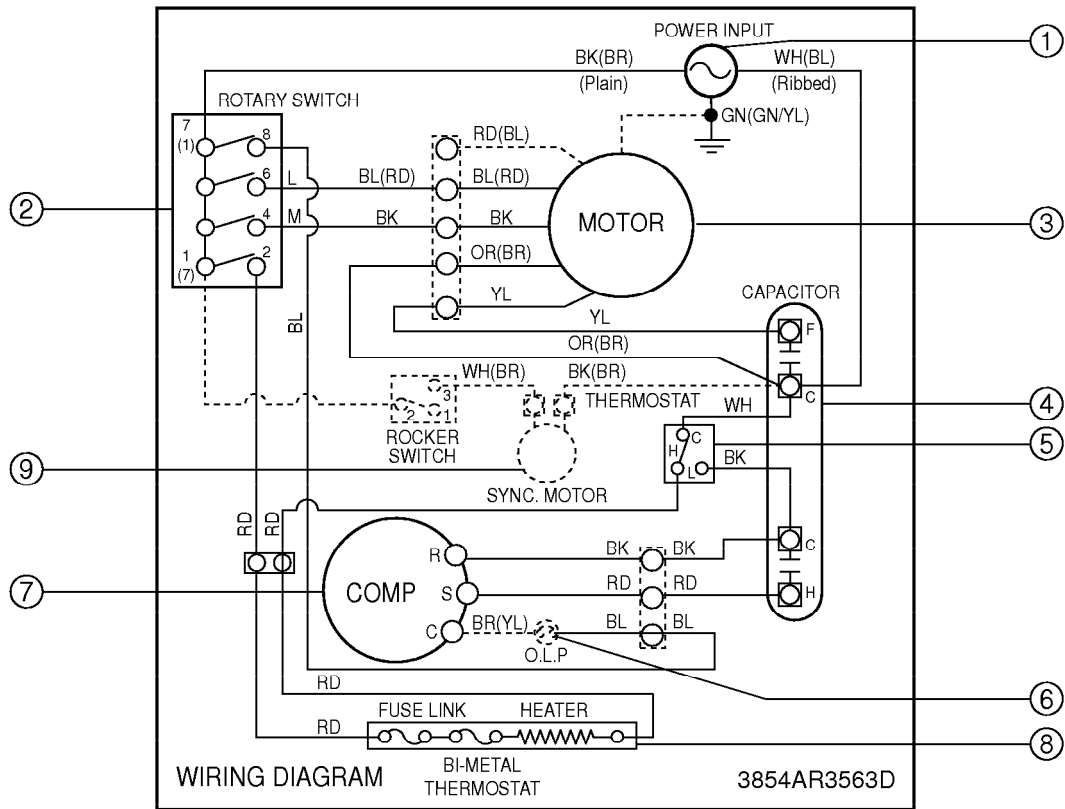 POWER INPUT
1
BK(BR)
WH(BL)
(Plain)
(Ribbed)
ROTARY SWITCH
GN(GN/YL)
7
(1)
8
RD(BL)
6
L
BL(RD)
BL(RD)
2
4
M
BK
BK
MOTOR
3
1
(7)
2
OR(BR)
YL
CAPACITOR
BL
YL
F
OR(BR)
WH(BR)
BK(BR)
3
2
1
THERMOSTAT
C
WH
4
ROCKER
SWITCH
C
H
L
BK
5
9
SYNC. MOTOR
RD
RD
R
BK
BK
C
7
COMP
S
RD
RD
H
C
BR(YL)
BL
BL
O.L.P
RD
6
FUSE LINK
HEATER
RD
8
BI-METAL
THERMOSTAT
WIRING DIAGRAM
3854AR3563D